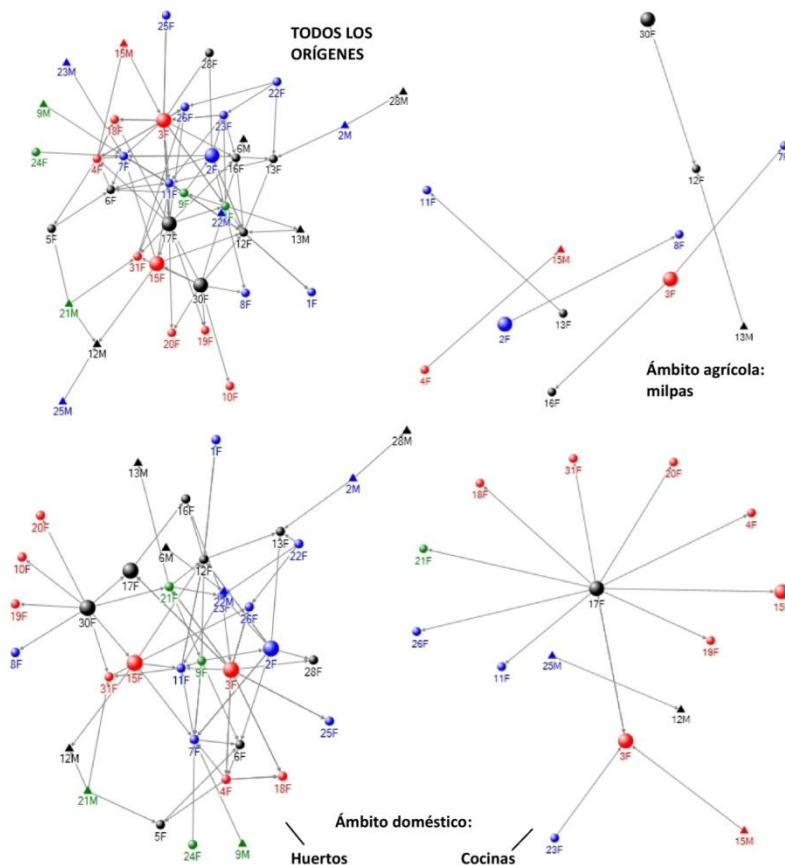 25F
TODOS LOS
ORÍGENES
30F
15M
28F
23M
22F
28M
26F
3F
23F
2M
9M
18F
6M
24F
4F
7F
2F
16F
13F
12F
7F
6F
11F
9F
11F
5F
17F
22M
12F
13M
8F
15M
31F
15F
3F
30F
8F
1F
13F
2F
13M
21M
20F
19F
12M
4F
Ámbito agrícola:
10F
16F
milpas
25M
1F
28M
13M
2M
31F
18F
20F
16F
20F
6M
13F
4F
10F
17F
12F
22F
21F
21F
22M
23F
19F
30F
26F
17F
15F
26F
8F
15F
11F
9F
3F
2F
28F
11F
25M
19F
31F
25F
12M
12M
7F
6F
3F
21M
4F
18F
5F
Ámbito doméstico:
24F
9M
23F
15M
Huertos
Cocinas